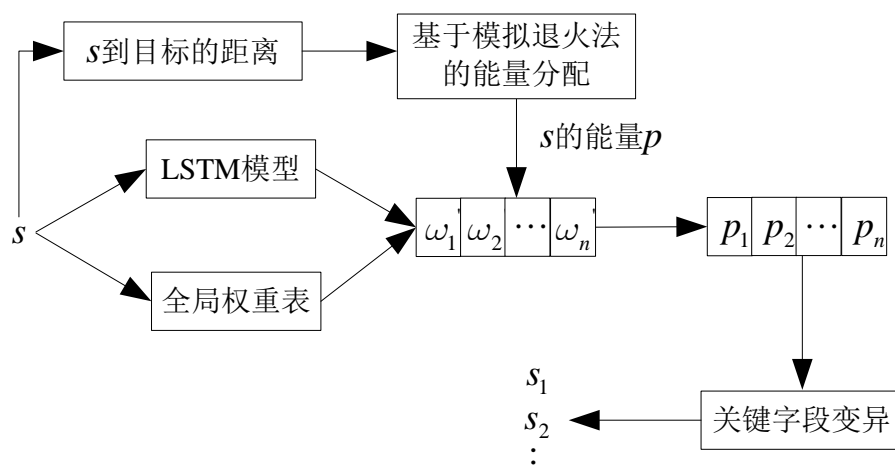 s到目标的距离
基于模拟退火法
的能量分配
s的能量p
LSTM模型
s
ω₁' ω₂' ⋯ ωₙ'
p₁ p₂ ⋯ pₙ
全局权重表
s₁
s₂
⋮
关键字段变异